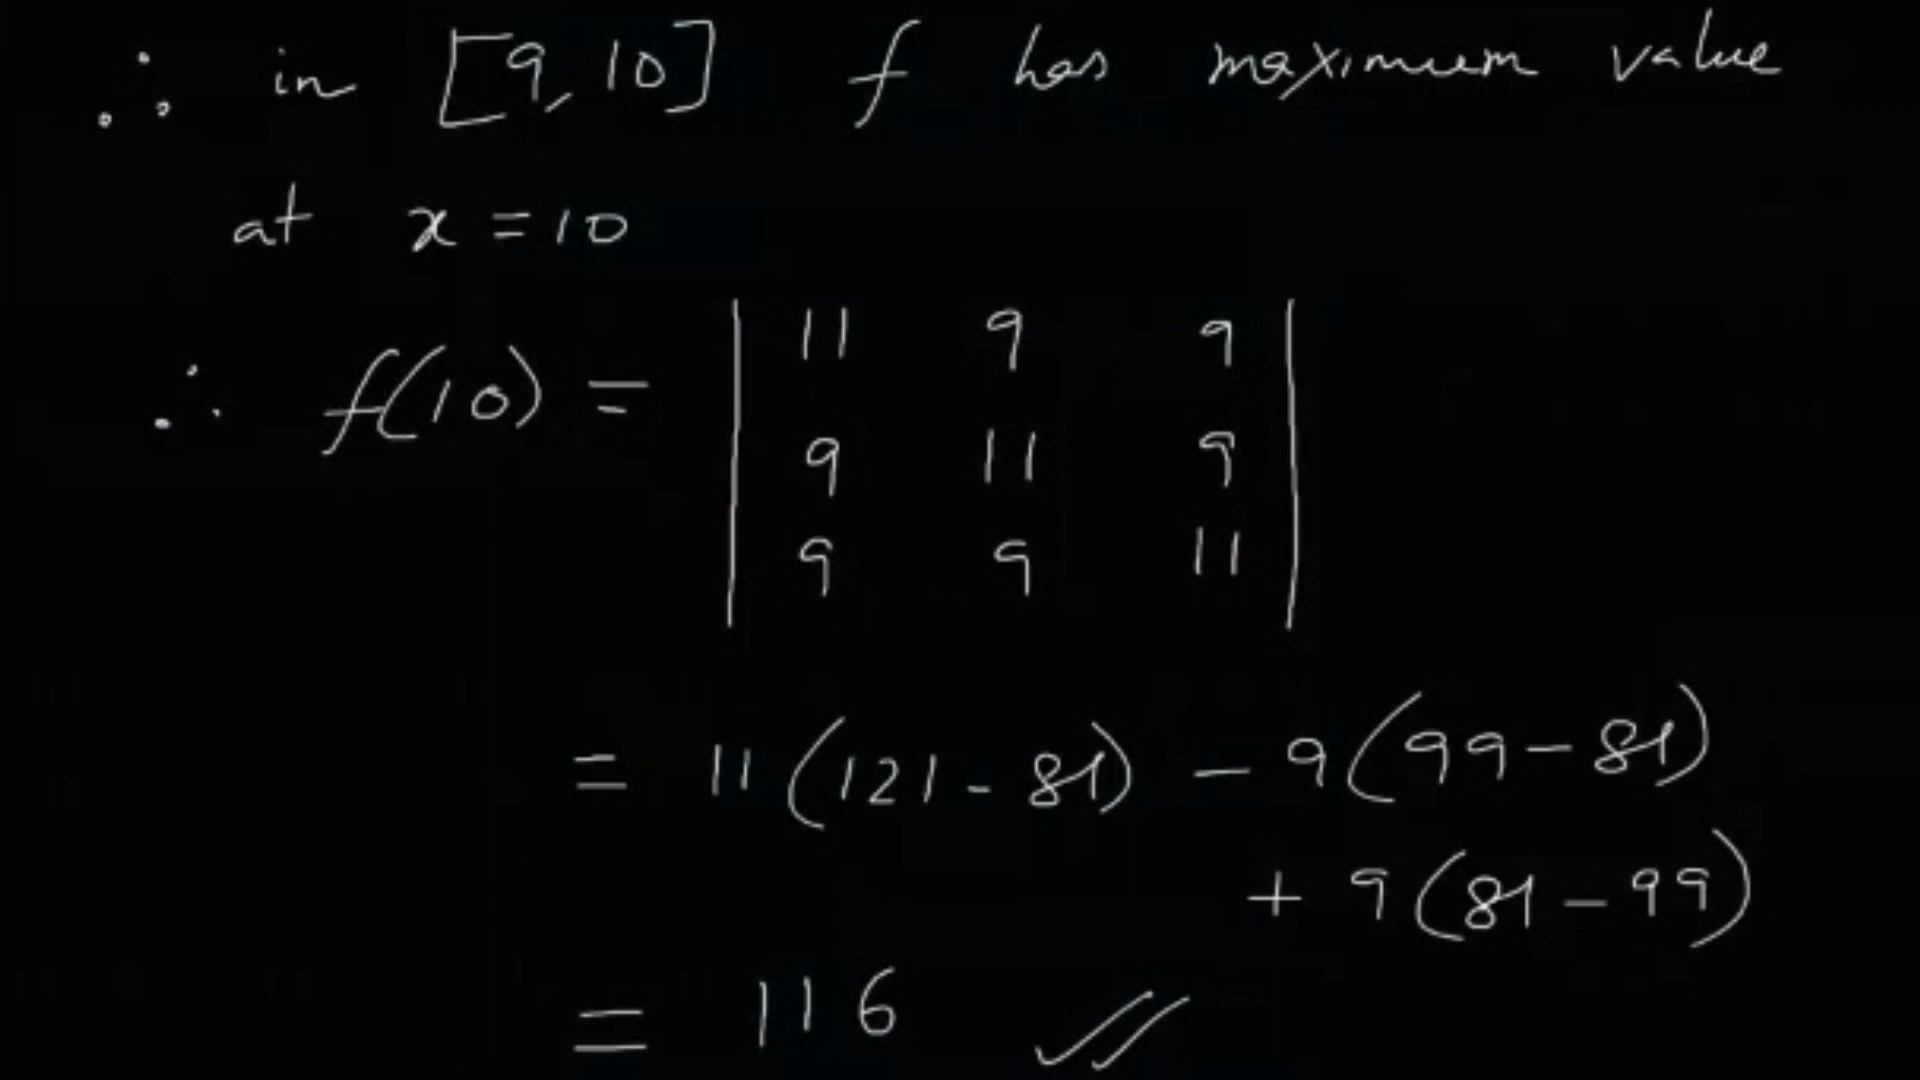 ∴ in [9, 10] f has maximum value
at x = 10
∴ f(10) = | 11 9 9 |
| 9 11 9 |
| 9 9 11 |
= 11(121 - 81) - 9(99 - 81)
+ 9(81 - 99)
= 116 //